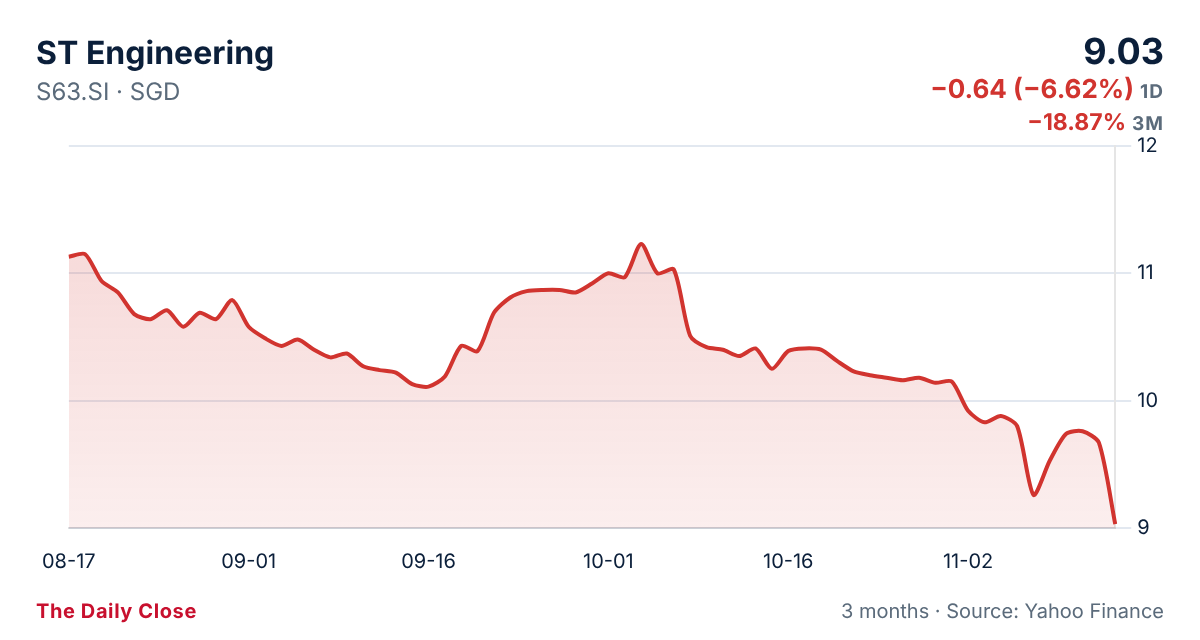 ST Engineering
9.03
S63.SI · SGD
−0.64 (−6.62%) 1D
−18.87% 3M
12
11
10
9
08-17 09-01 09-16 10-01 10-16 11-02
The Daily Close
3 months · Source: Yahoo Finance